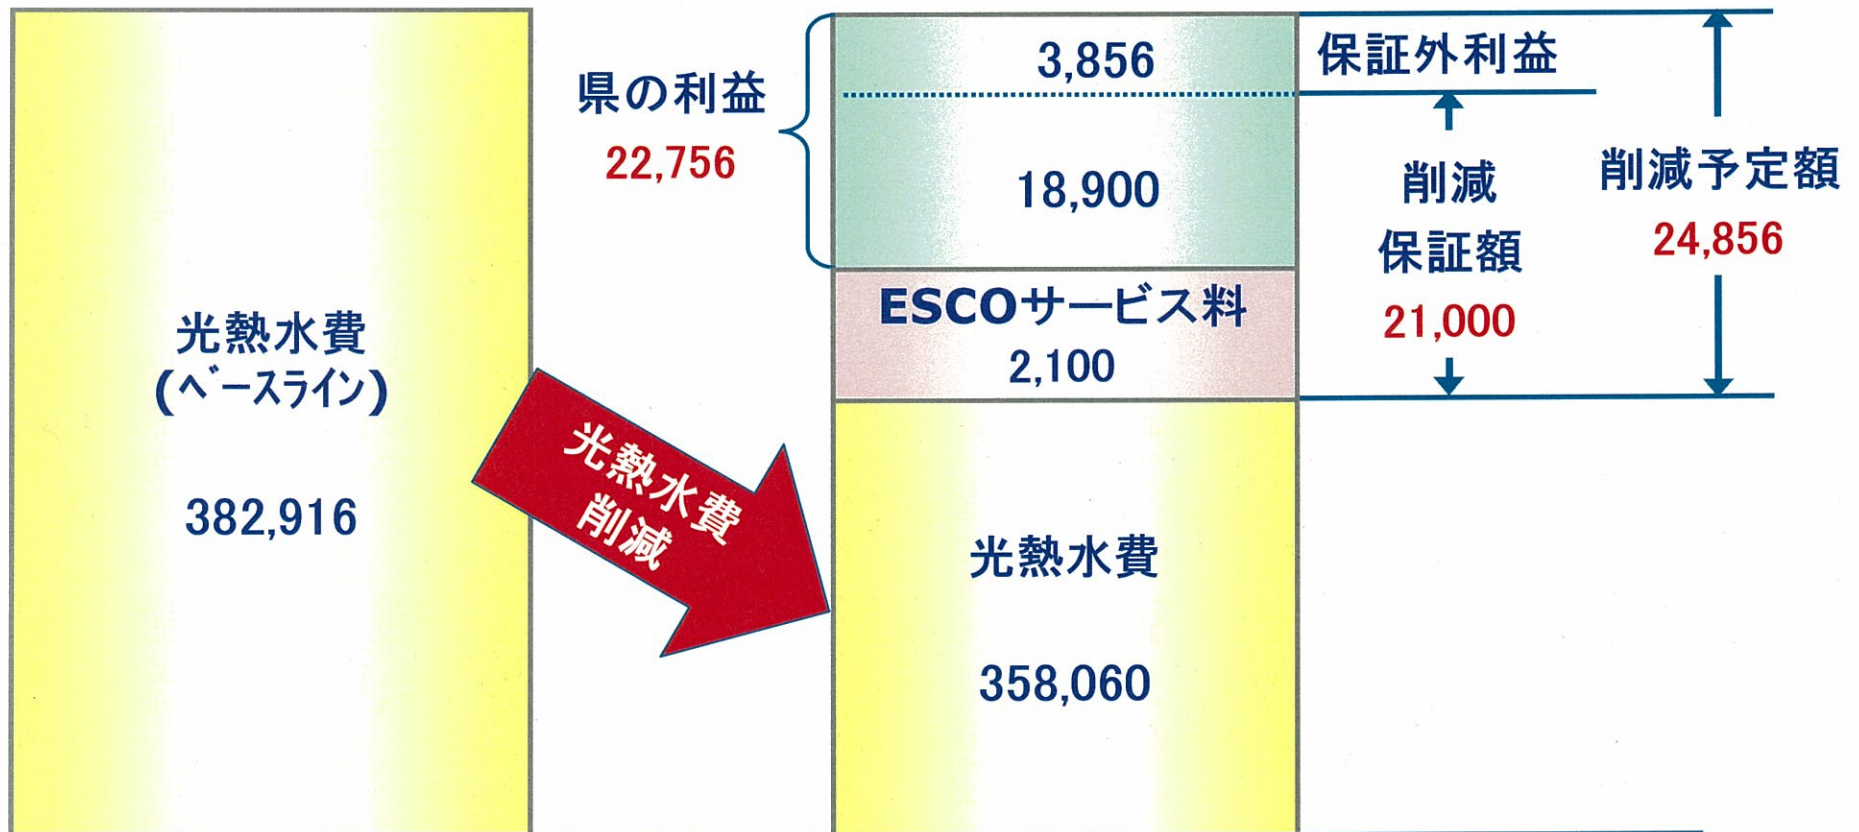 光熱水費
(ﾍﾞｰｽﾗｲﾝ)
382,916
光熱水費
削減
県の利益
22,756
3,856
18,900
ESCOサービス料
2,100
光熱水費
358,060
保証外利益
削減
保証額
21,000
削減予定額
24,856